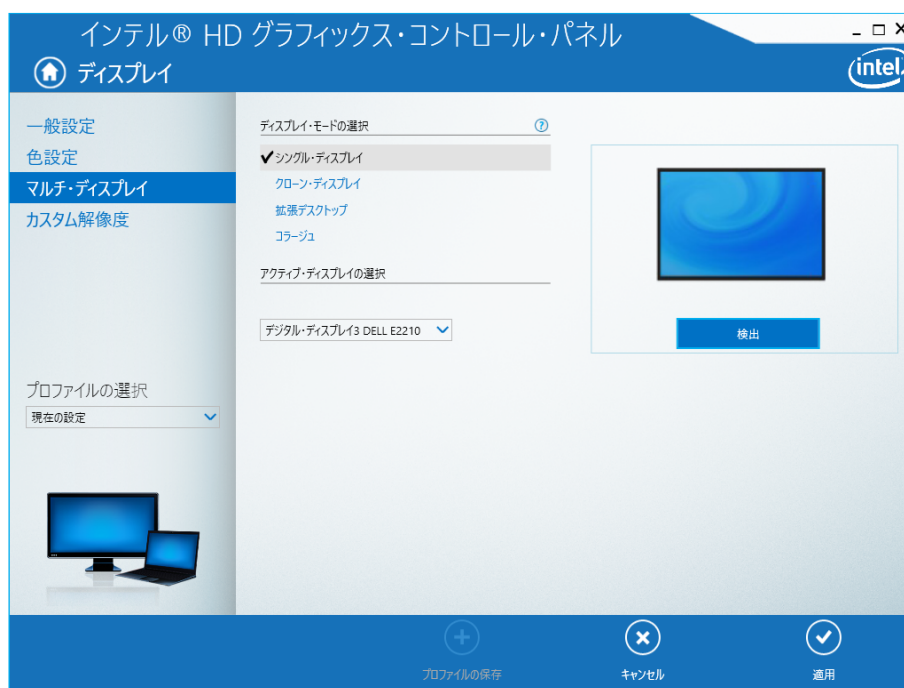 インテル® HD グラフィックス・コントロール・パネル
ディスプレイ
intel
一般設定
色設定
マルチ・ディスプレイ
カスタム解像度
プロファイルの選択
現在の設定
ディスプレイ・モードの選択
?
シングル・ディスプレイ
クローン・ディスプレイ
拡張デスクトップ
コラージュ
アクティブ・ディスプレイの選択
デジタル・ディスプレイ3 DELL E2210
検出
プロファイルの保存
キャンセル
適用